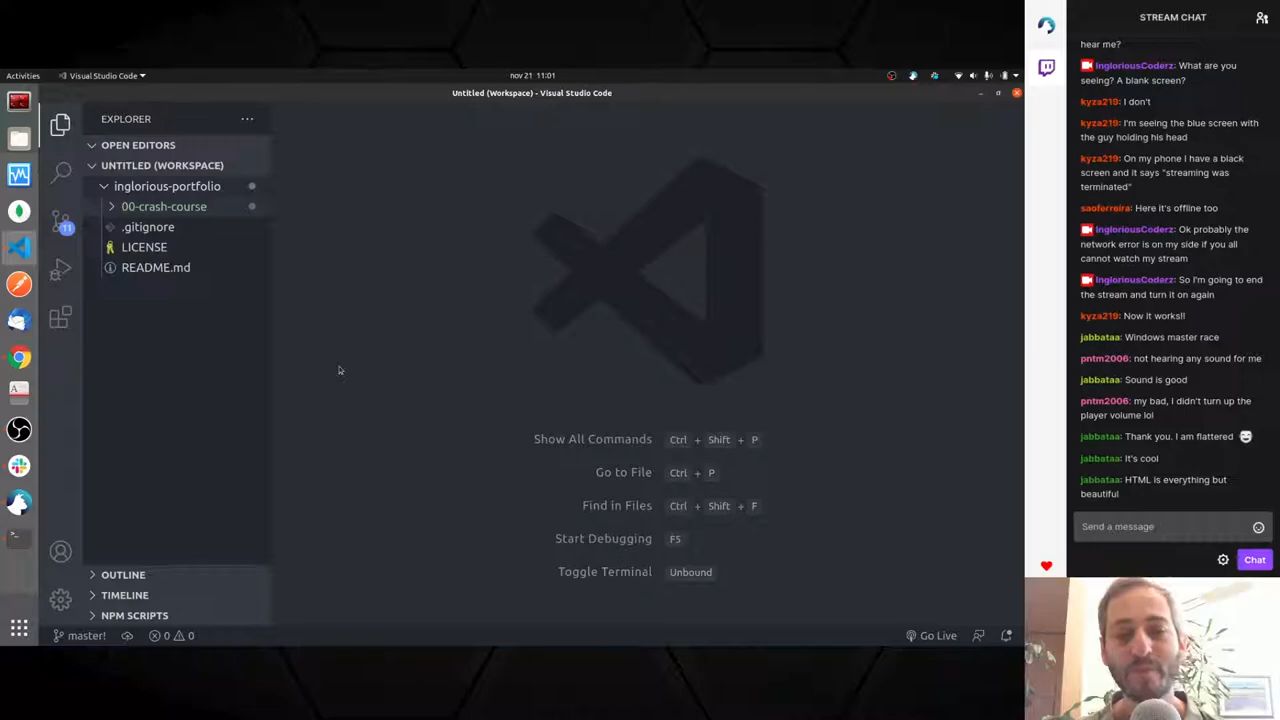 Activities
Visual Studio Code
nov 21 11:01
Untitled (Workspace) - Visual Studio Code
EXPLORER
OPEN EDITORS
UNTITLED (WORKSPACE)
inglorious-portfolio
00-crash-course
.gitignore
LICENSE
README.md
11
Show All Commands Ctrl + Shift + P
Go to File Ctrl + P
Find in Files Ctrl + Shift + F
Start Debugging F5
Toggle Terminal Unbound
OUTLINE
TIMELINE
NPM SCRIPTS
master!
0 0
Go Live
STREAM CHAT
hear me?
IngloriousCoderz: What are you
seeing? A blank screen?
kyza219: I don't
kyza219: I'm seeing the blue screen with
the guy holding his head
kyza219: On my phone I have a black
screen and it says "streaming was
terminated"
saoferreira: Here it's offline too
IngloriousCoderz: Ok probably the
network error is on my side if you all
cannot watch my stream
IngloriousCoderz: So I'm going to end
the stream and turn it on again
kyza219: Now it works!!
jabbataa: Windows master race
pntm2006: not hearing any sound for me
jabbataa: Sound is good
pntm2006: my bad, I didn't turn up the
player volume lol
jabbataa: Thank you. I am flattered
jabbataa: It's cool
jabbataa: HTML is everything but
beautiful
Send a message
Chat